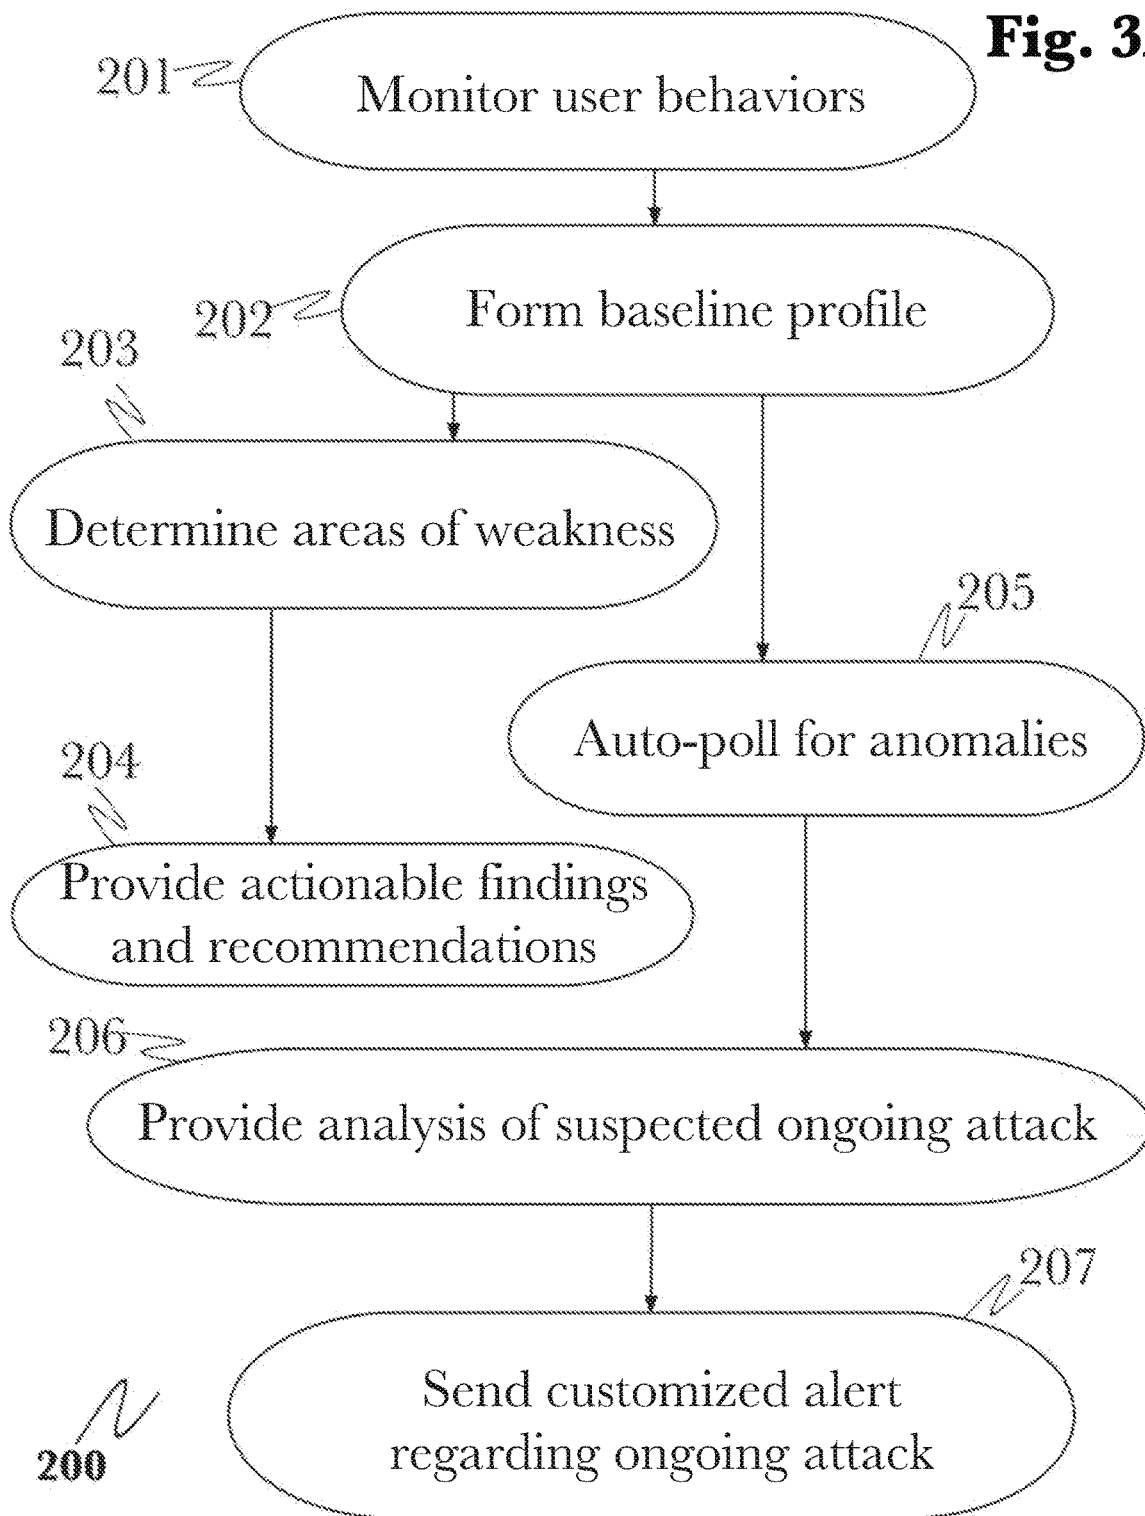 Fig. 3
201
Monitor user behaviors
202
Form baseline profile
203
Determine areas of weakness
205
Auto-poll for anomalies
204
Provide actionable findings
and recommendations
206
Provide analysis of suspected ongoing attack
207
Send customized alert
regarding ongoing attack
200